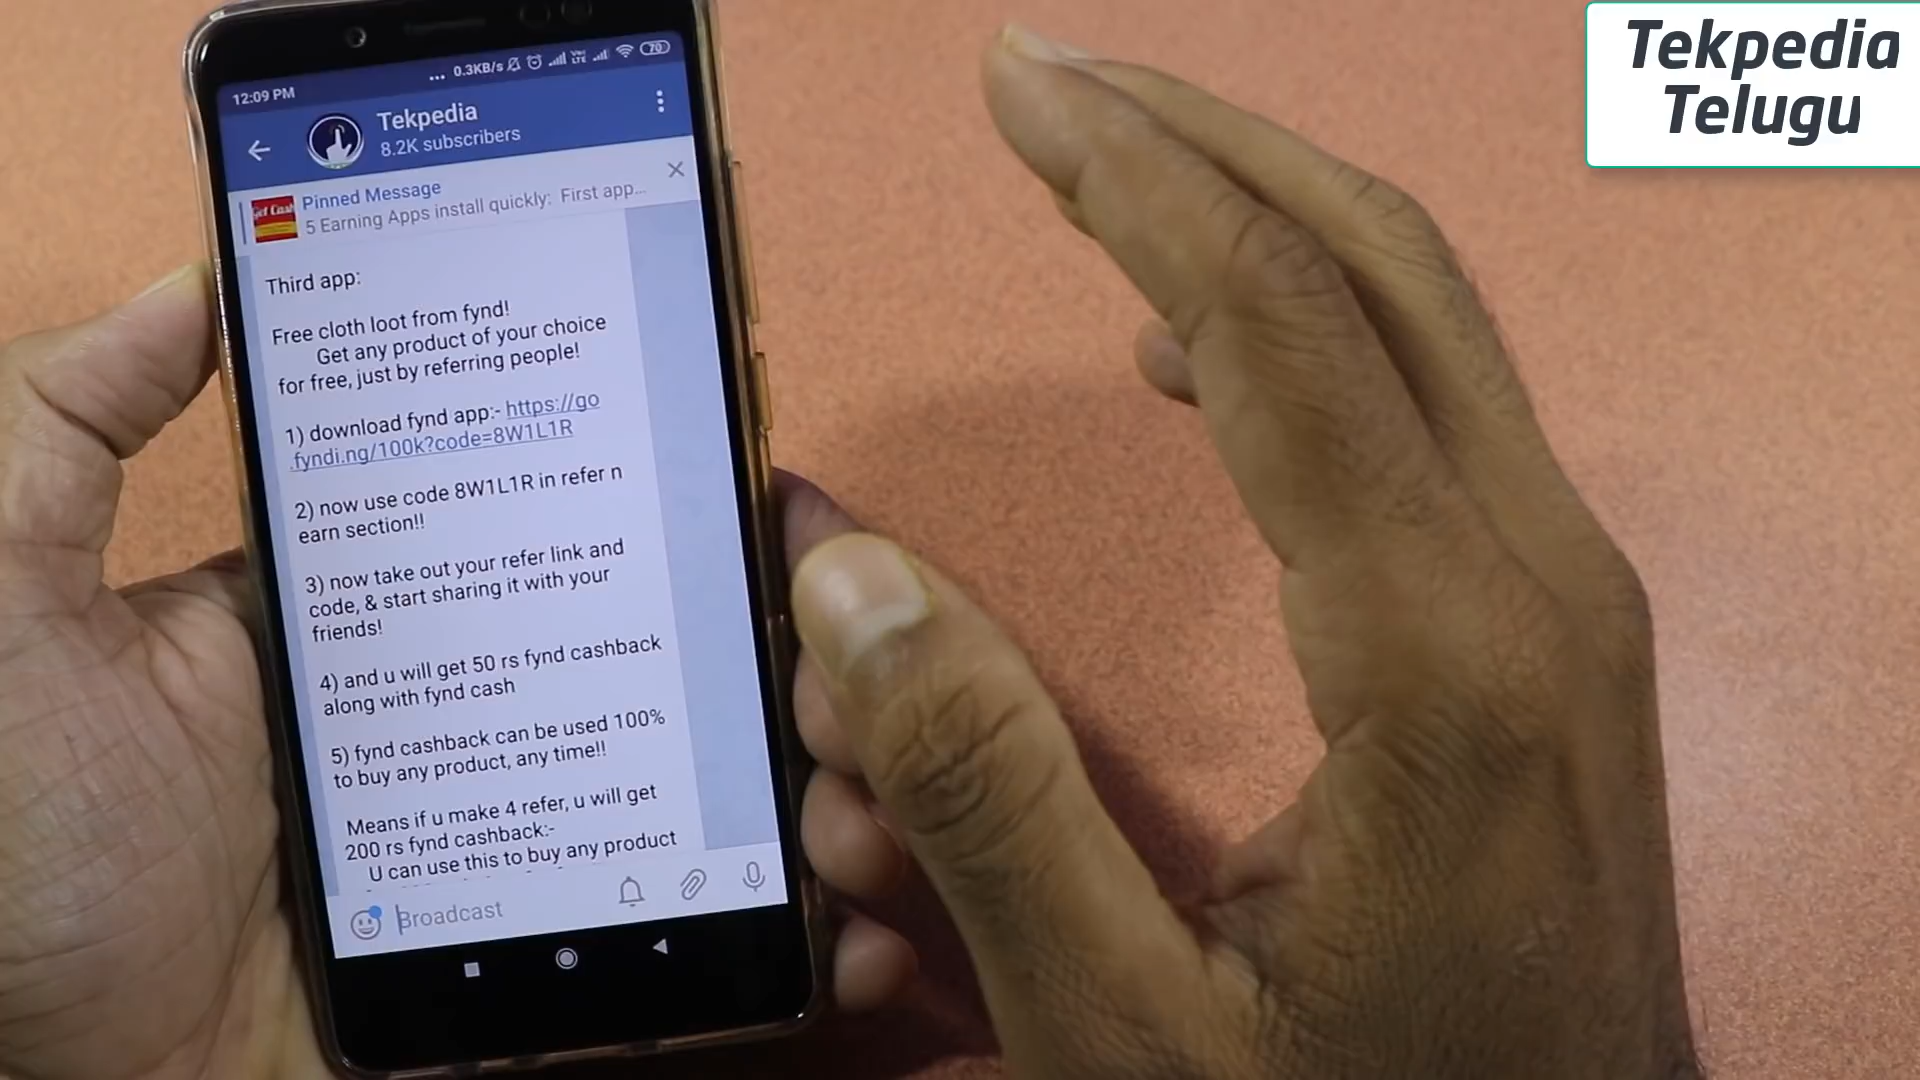 Tekpedia
Telugu
12:09 PM
... 0.3KB/s
70
Tekpedia
8.2K subscribers
Pinned Message
5 Earning Apps install quickly: First app...
Get Cash
Third app:
Free cloth loot from fynd!
Get any product of your choice
for free, just by referring people!
1) download fynd app:- https://go
.fyndi.ng/100k?code=8W1L1R
2) now use code 8W1L1R in refer n
earn section!!
3) now take out your refer link and
code, & start sharing it with your
friends!
4) and u will get 50 rs fynd cashback
along with fynd cash
5) fynd cashback can be used 100%
to buy any product, any time!!
Means if u make 4 refer, u will get
200 rs fynd cashback:-
U can use this to buy any product
Broadcast